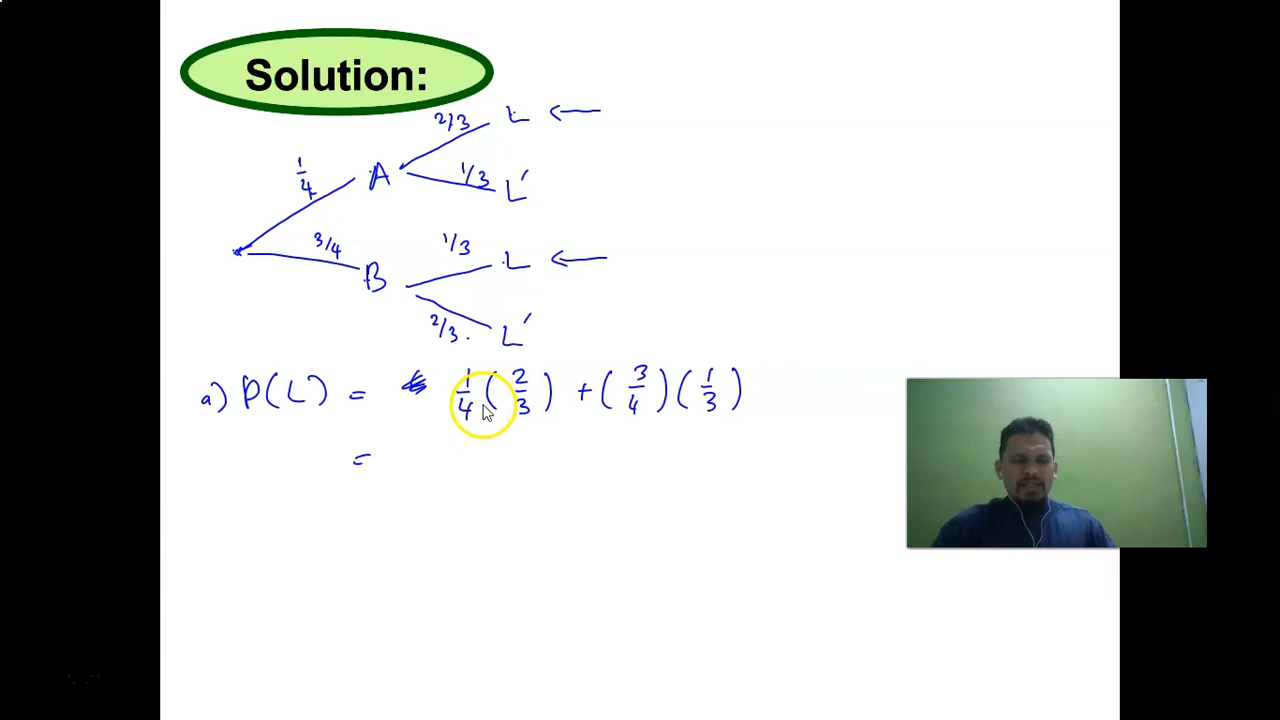 Solution:
2/3 L ←
1/4 A 1/3 L′
3/4 B 1/3 L ←
2/3. L′
a) P(L) = 1/4 (2/3) + (3/4)(1/3)
=